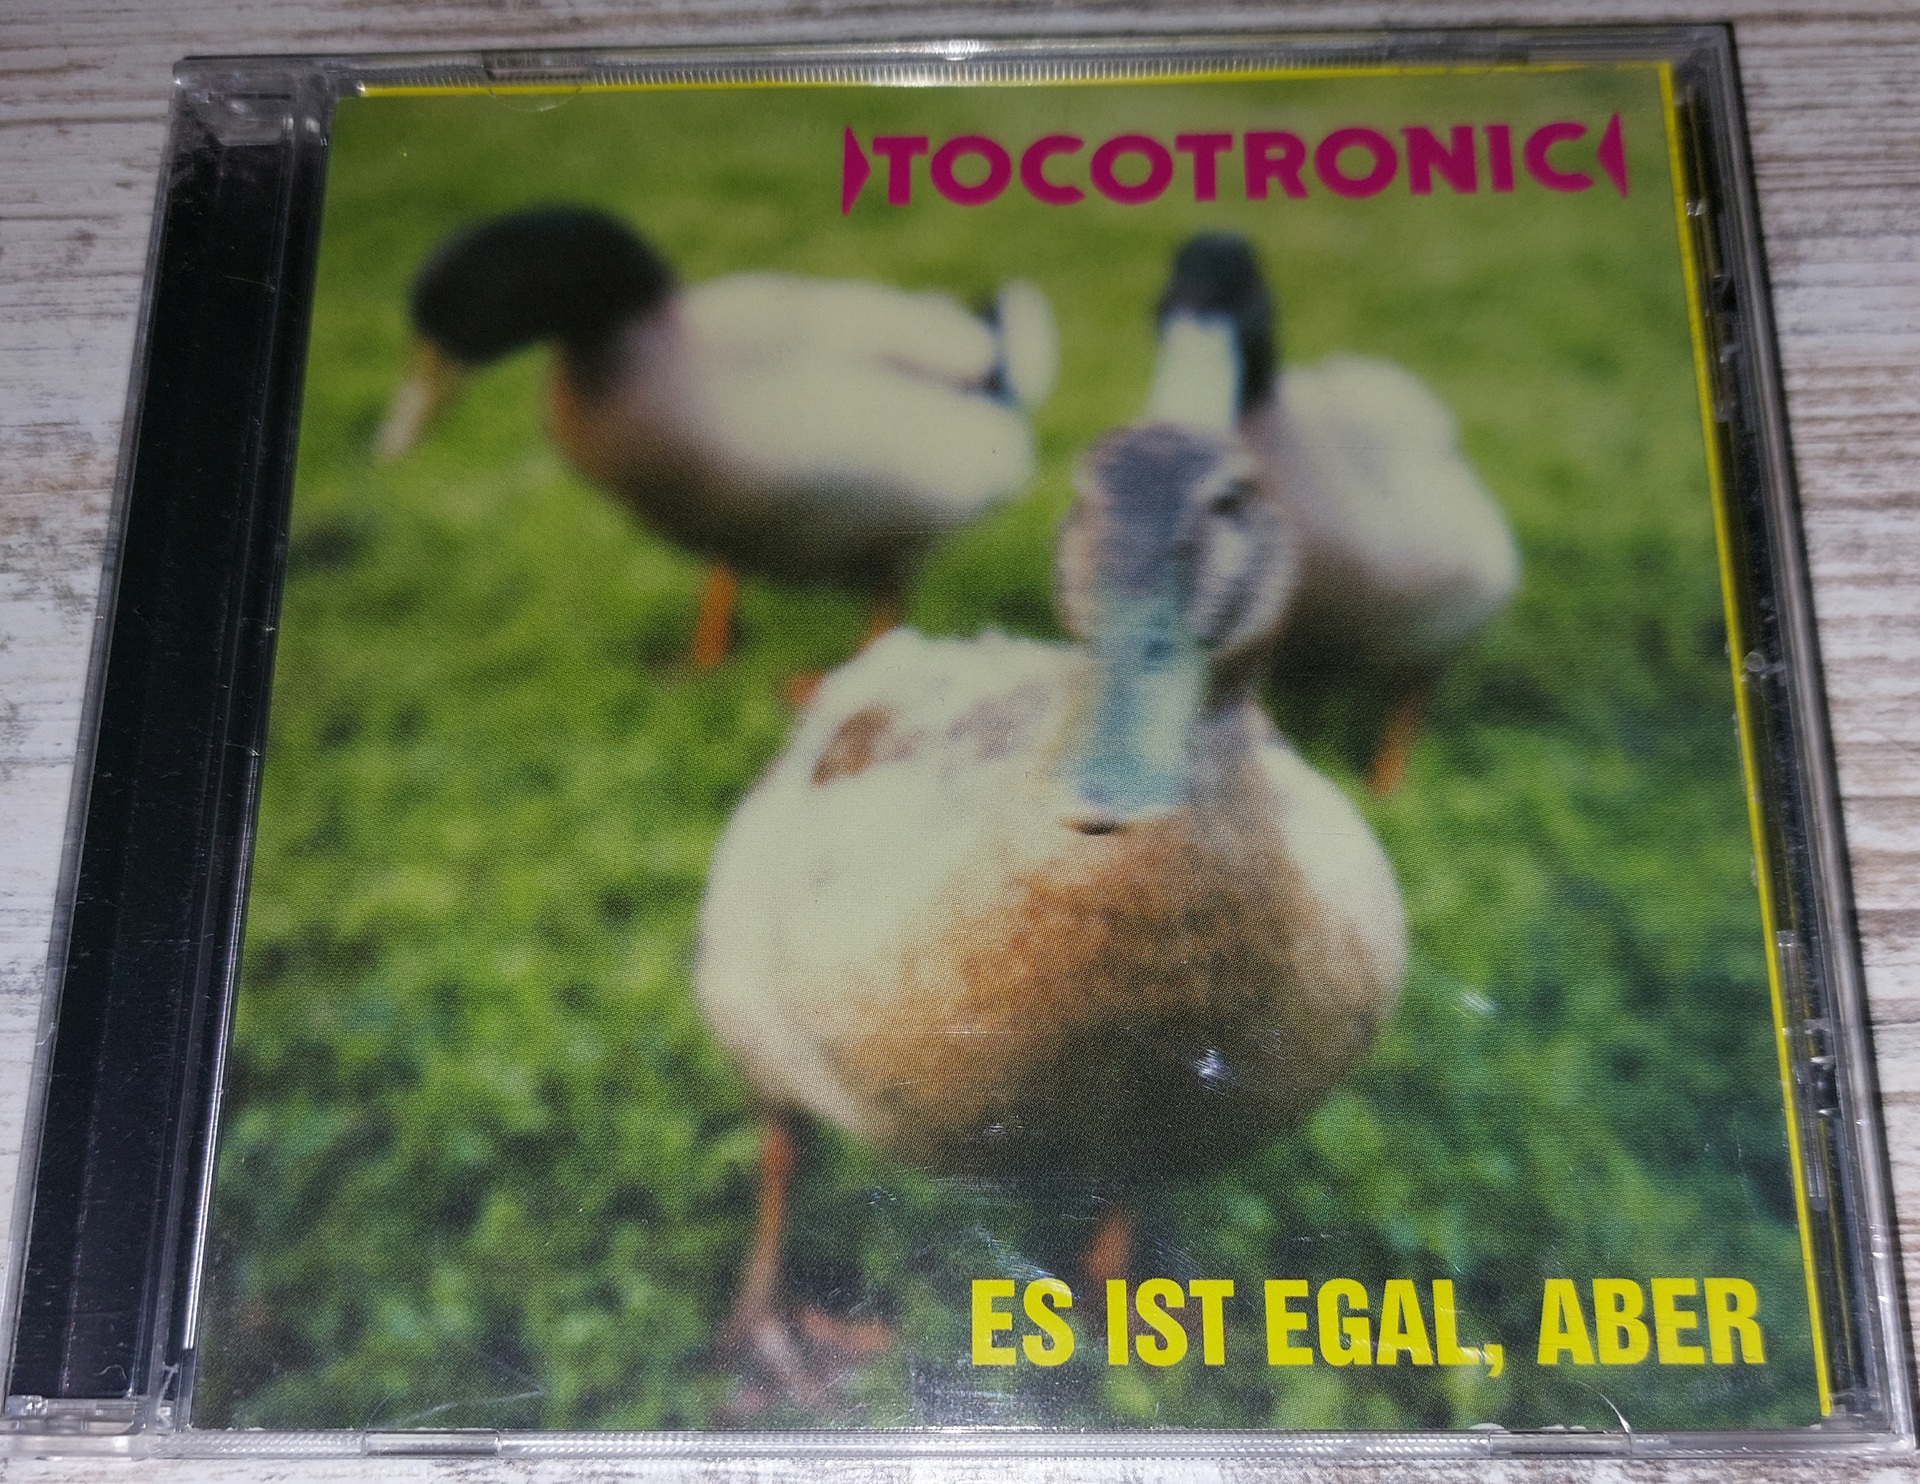 TOCOTRONIC
ES IST EGAL, ABER